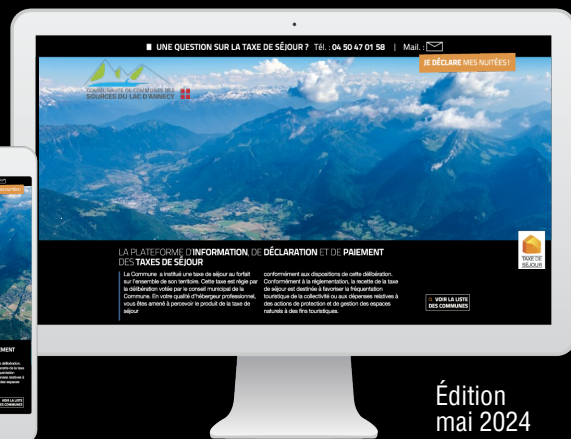 UNE QUESTION SUR LA TAXE DE SÉJOUR ? Tél. : 04 50 47 01 58 | Mail. :
JE DÉCLARE MES NUITÉES !
COMMUNAUTÉ DE COMMUNES DES
SOURCES DU LAC D'ANNECY
LA PLATEFORME D'INFORMATION, DE DÉCLARATION ET DE PAIEMENT
DES TAXES DE SÉJOUR
La Commune a institué une taxe de séjour au forfait
sur l'ensemble de son territoire. Cette taxe est régie par
la délibération votée par le conseil municipal de la
Commune. En votre qualité d'hébergeur professionnel,
vous êtes amené à percevoir le produit de la taxe de
séjour
conformément aux dispositions de cette délibération.
Conformément à la réglementation, la recette de la taxe
de séjour est destinée à favoriser la fréquentation
touristique de la collectivité ou aux dépenses relatives à
des actions de protection et de gestion des espaces
naturels à des fins touristiques.
TAXE DE
SÉJOUR
VOIR LA LISTE
DES COMMUNES
VOIR LA LISTE
DES COMMUNES
Édition
mai 2024